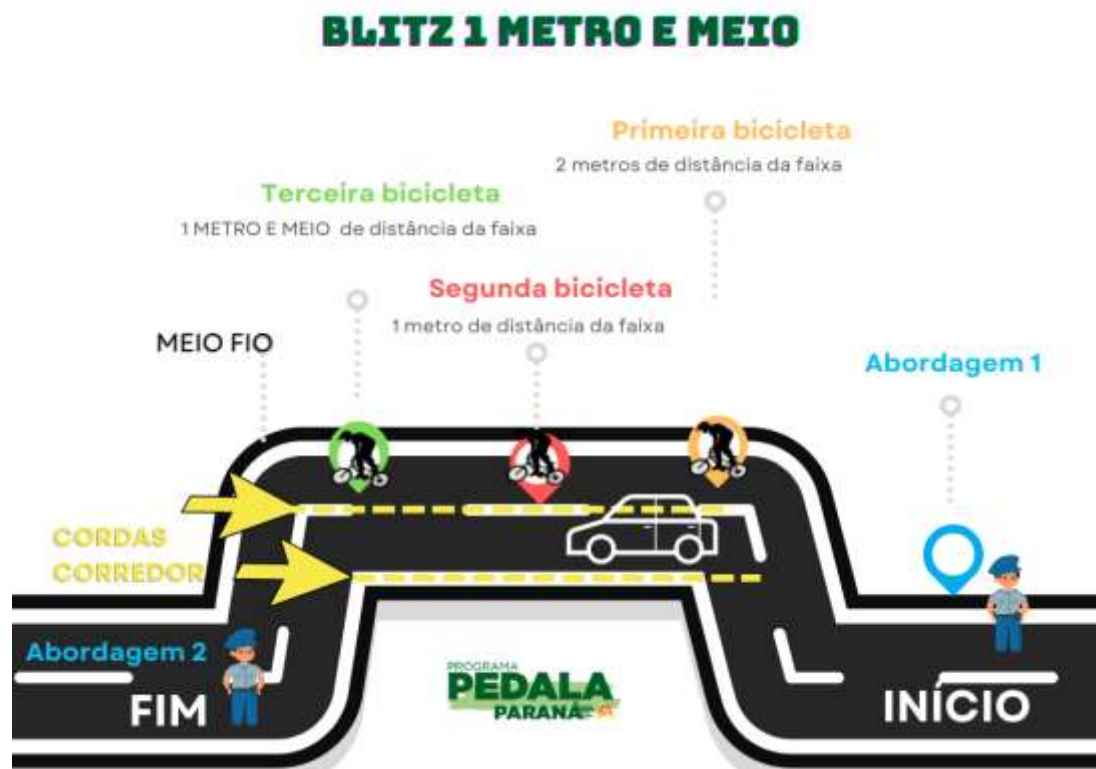 BLITZ 1 METRO E MEIO
Primeira bicicleta
2 metros de distância da faixa
Terceira bicicleta
1 METRO E MEIO de distância da faixa
Segunda bicicleta
1 metro de distância da faixa
MEIO FIO
Abordagem 1
CORDAS
CORREDOR
Abordagem 2
FIM
PROGRAMA
PEDALA
PARANÁ
INÍCIO